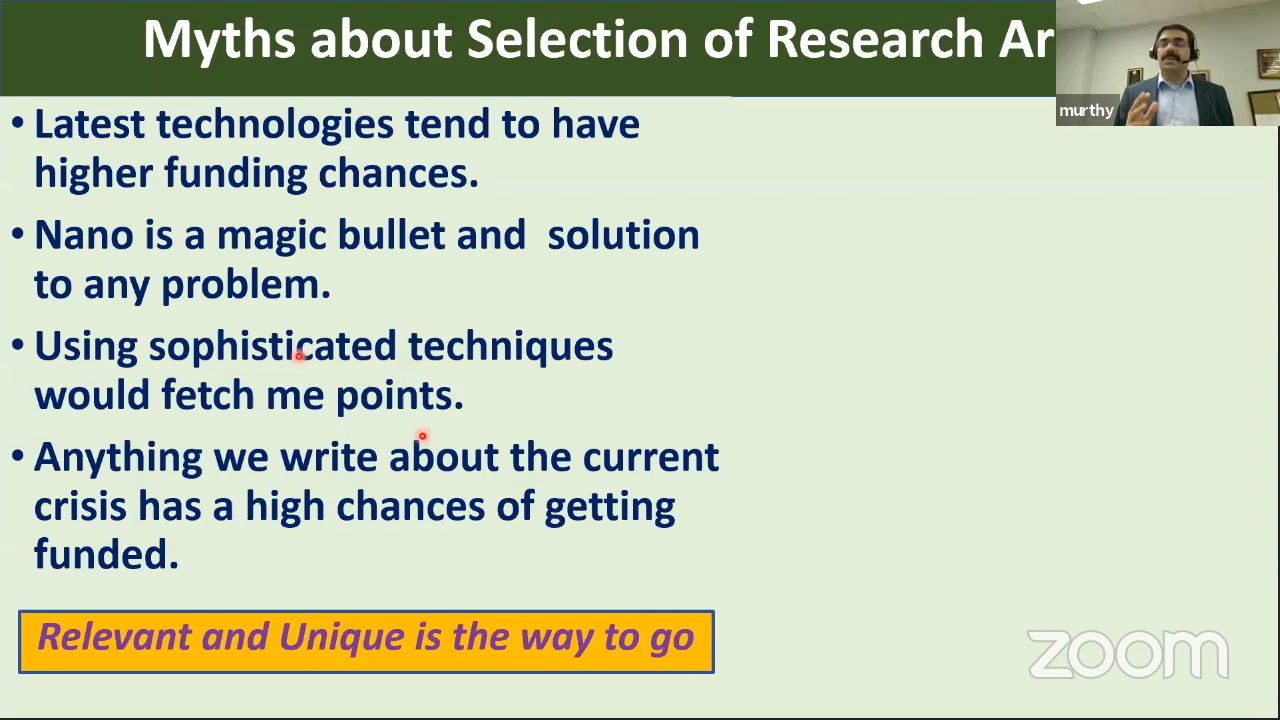 Myths about Selection of Research Ar
murthy
• Latest technologies tend to have
higher funding chances.
• Nano is a magic bullet and  solution
to any problem.
• Using sophisticated techniques
would fetch me points.
• Anything we write about the current
crisis has a high chances of getting
funded.
Relevant and Unique is the way to go
zoom